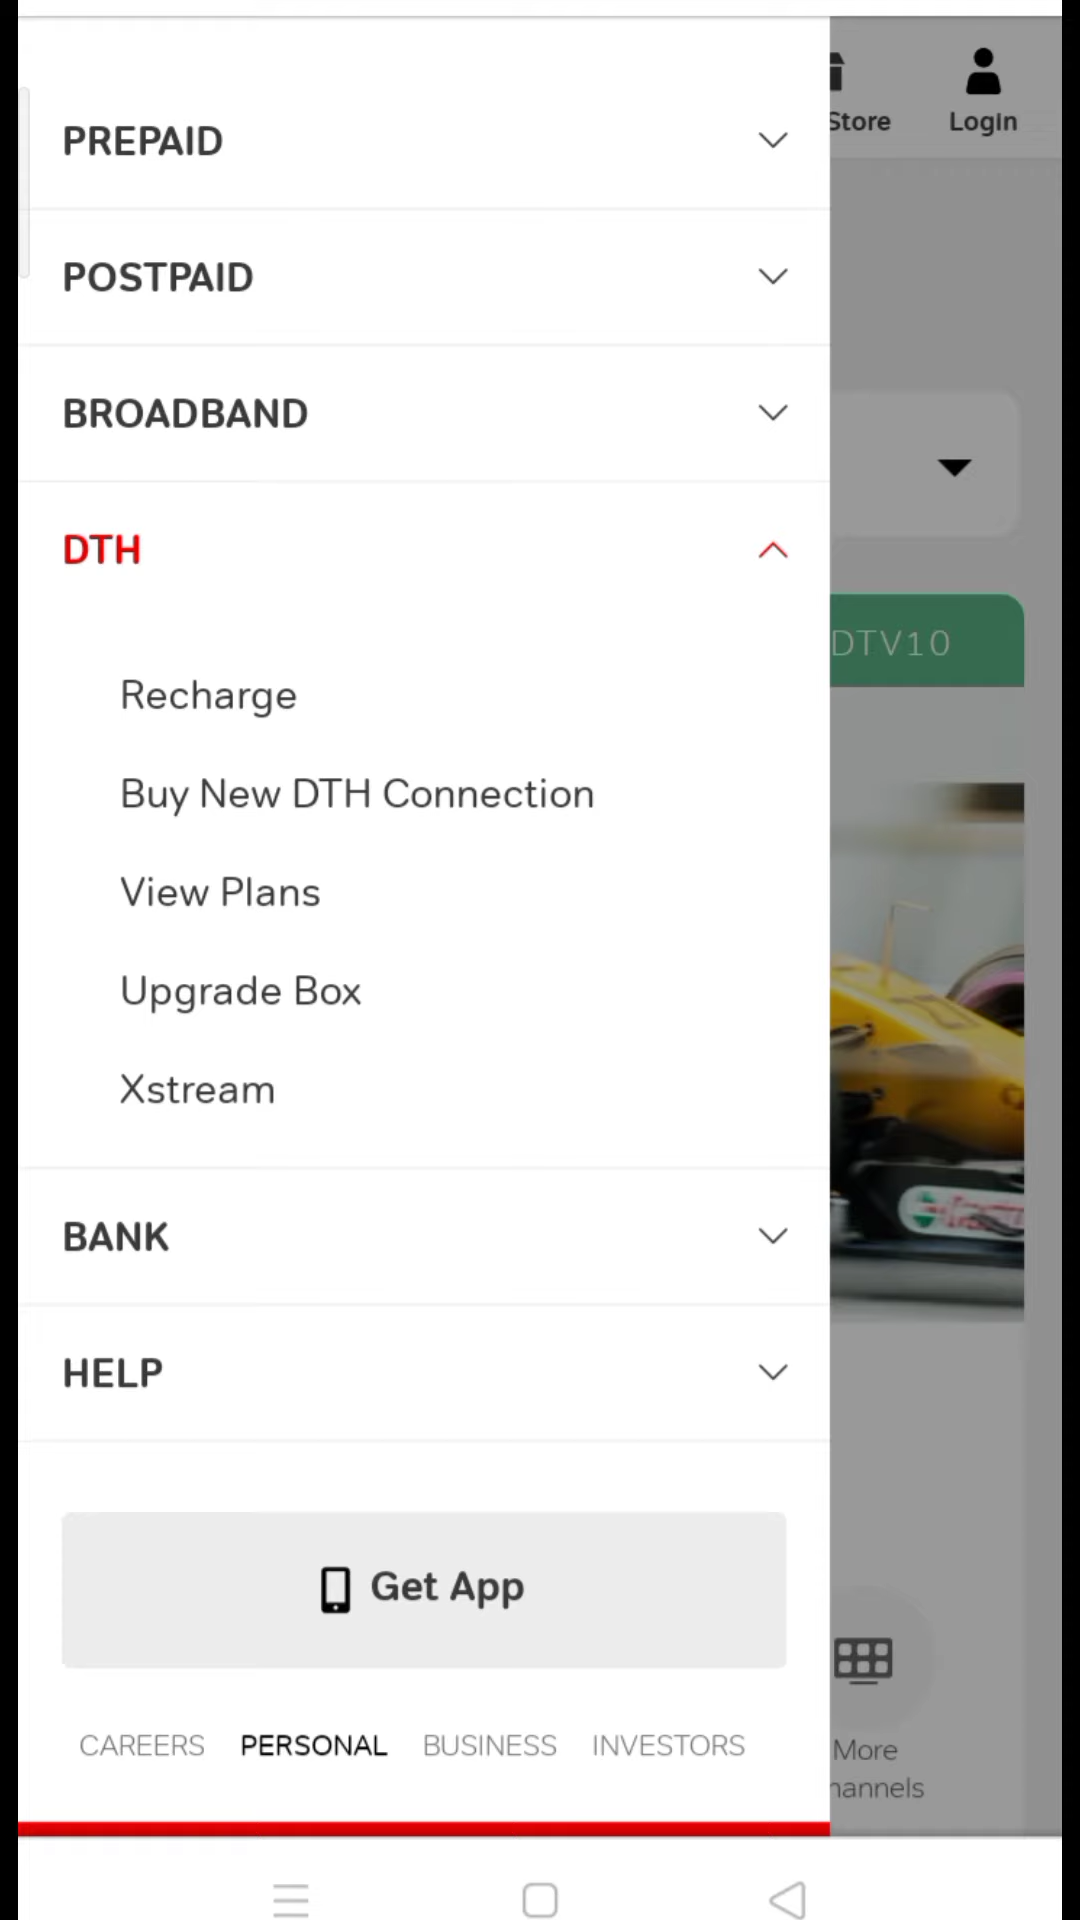 Store
Login
PREPAID
POSTPAID
BROADBAND
DTH
DTV10
Recharge
Buy New DTH Connection
View Plans
Upgrade Box
Xstream
BANK
HELP
Get App
CAREERS PERSONAL BUSINESS INVESTORS
More
hannels